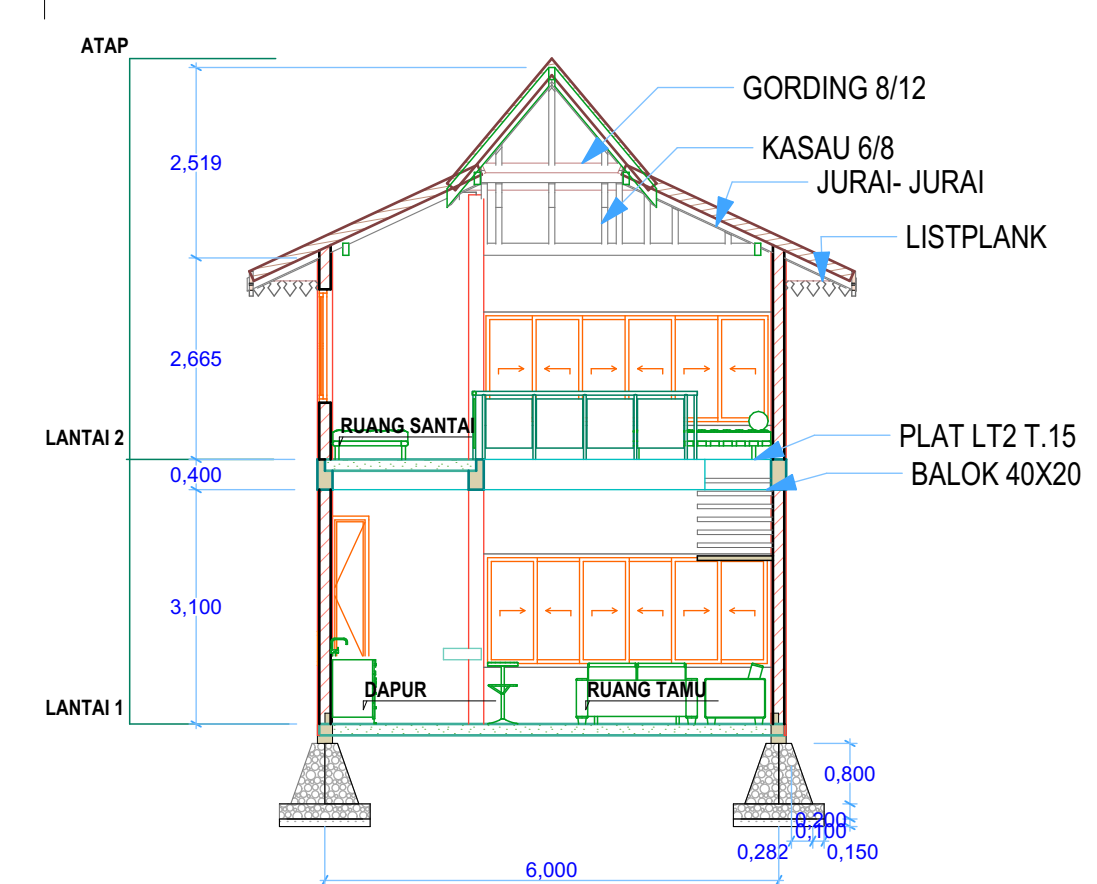 ATAP
GORDING 8/12
KASAU 6/8
2,519
JURAI- JURAI
LISTPLANK
2,665
RUANG SANTAI
LANTAI 2
PLAT LT2 T.15
0,400
BALOK 40X20
3,100
DAPUR
RUANG TAMU
LANTAI 1
0,800
0,200
0,100
0,282
0,150
6,000